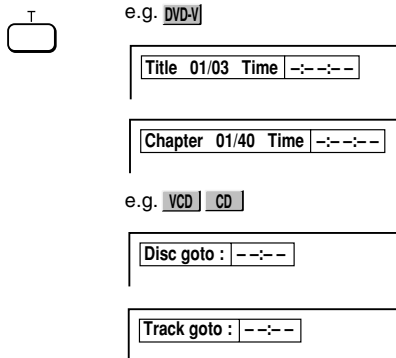 T
e.g. DVD-V
Title 01/03 Time –:– –:– –
Chapter 01/40 Time –:– –:– –
e.g. VCD CD
Disc goto : – –:– –
Track goto : – –:– –